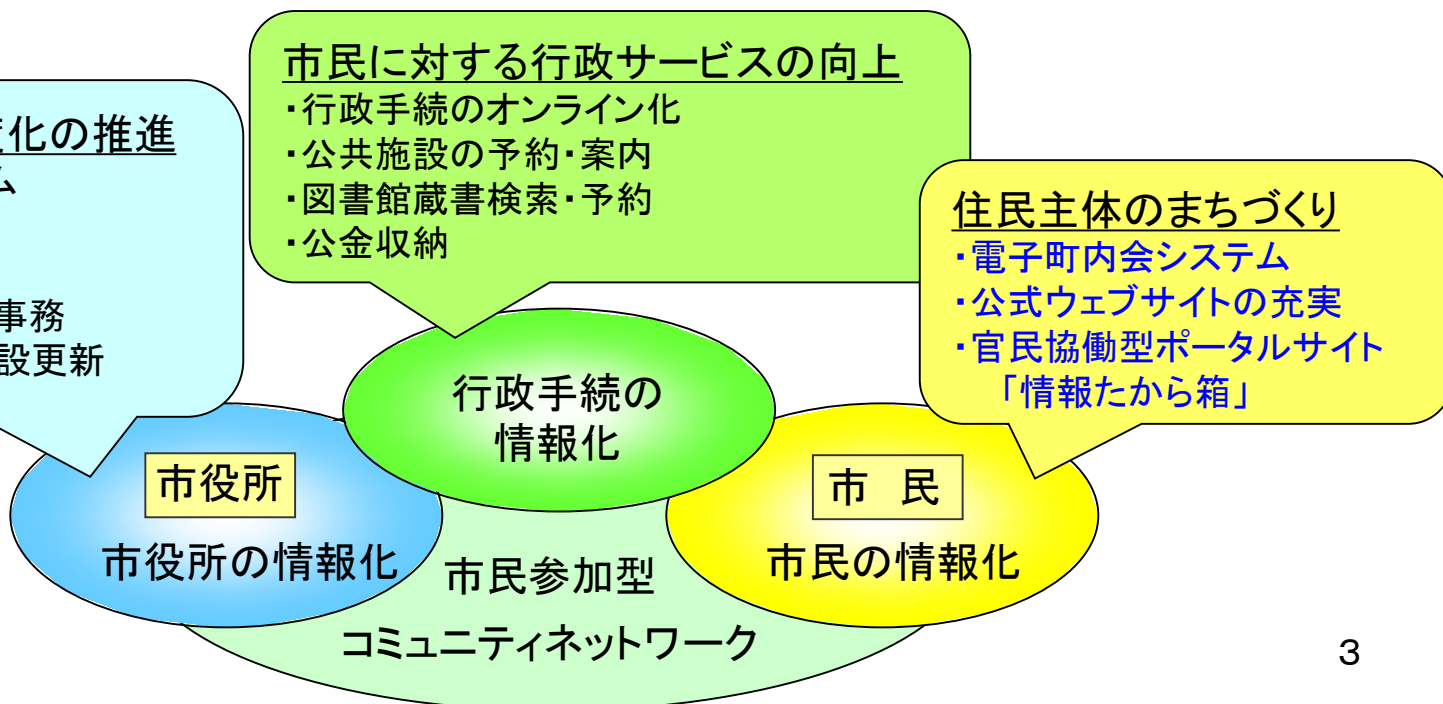 市民に対する行政サービスの向上
・行政手続のオンライン化
・公共施設の予約・案内
・図書館蔵書検索・予約
・公金収納
化の推進
ム
事務
設更新
住民主体のまちづくり
・電子町内会システム
・公式ウェブサイトの充実
・官民協働型ポータルサイト
「情報たから箱」
行政手続の
情報化
市役所
市役所の情報化
市　民
市民の情報化
市民参加型
コミュニティネットワーク
3